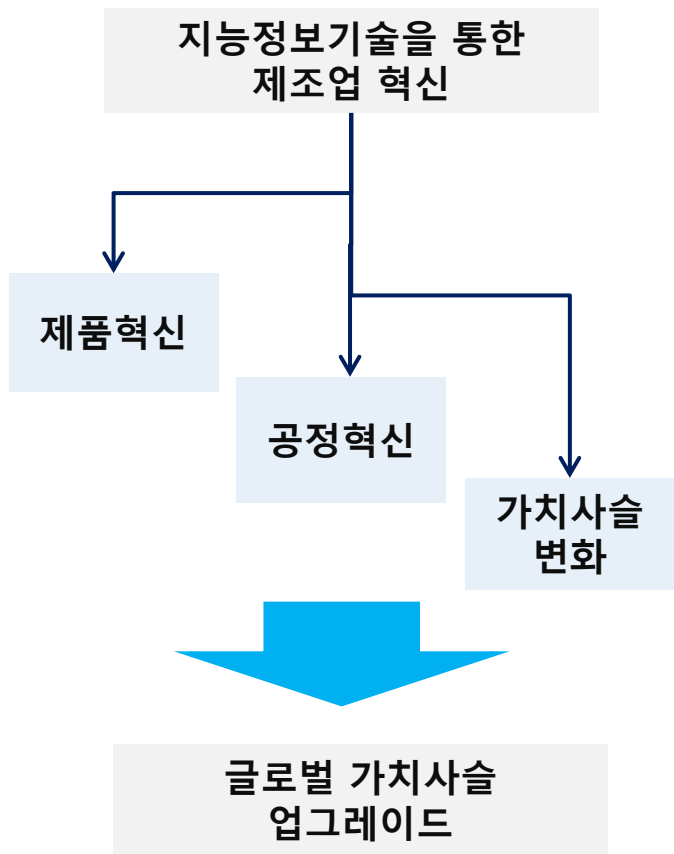 지능정보기술을 통한
제조업 혁신
제품혁신
공정혁신
가치사슬
변화
글로벌 가치사슬
업그레이드